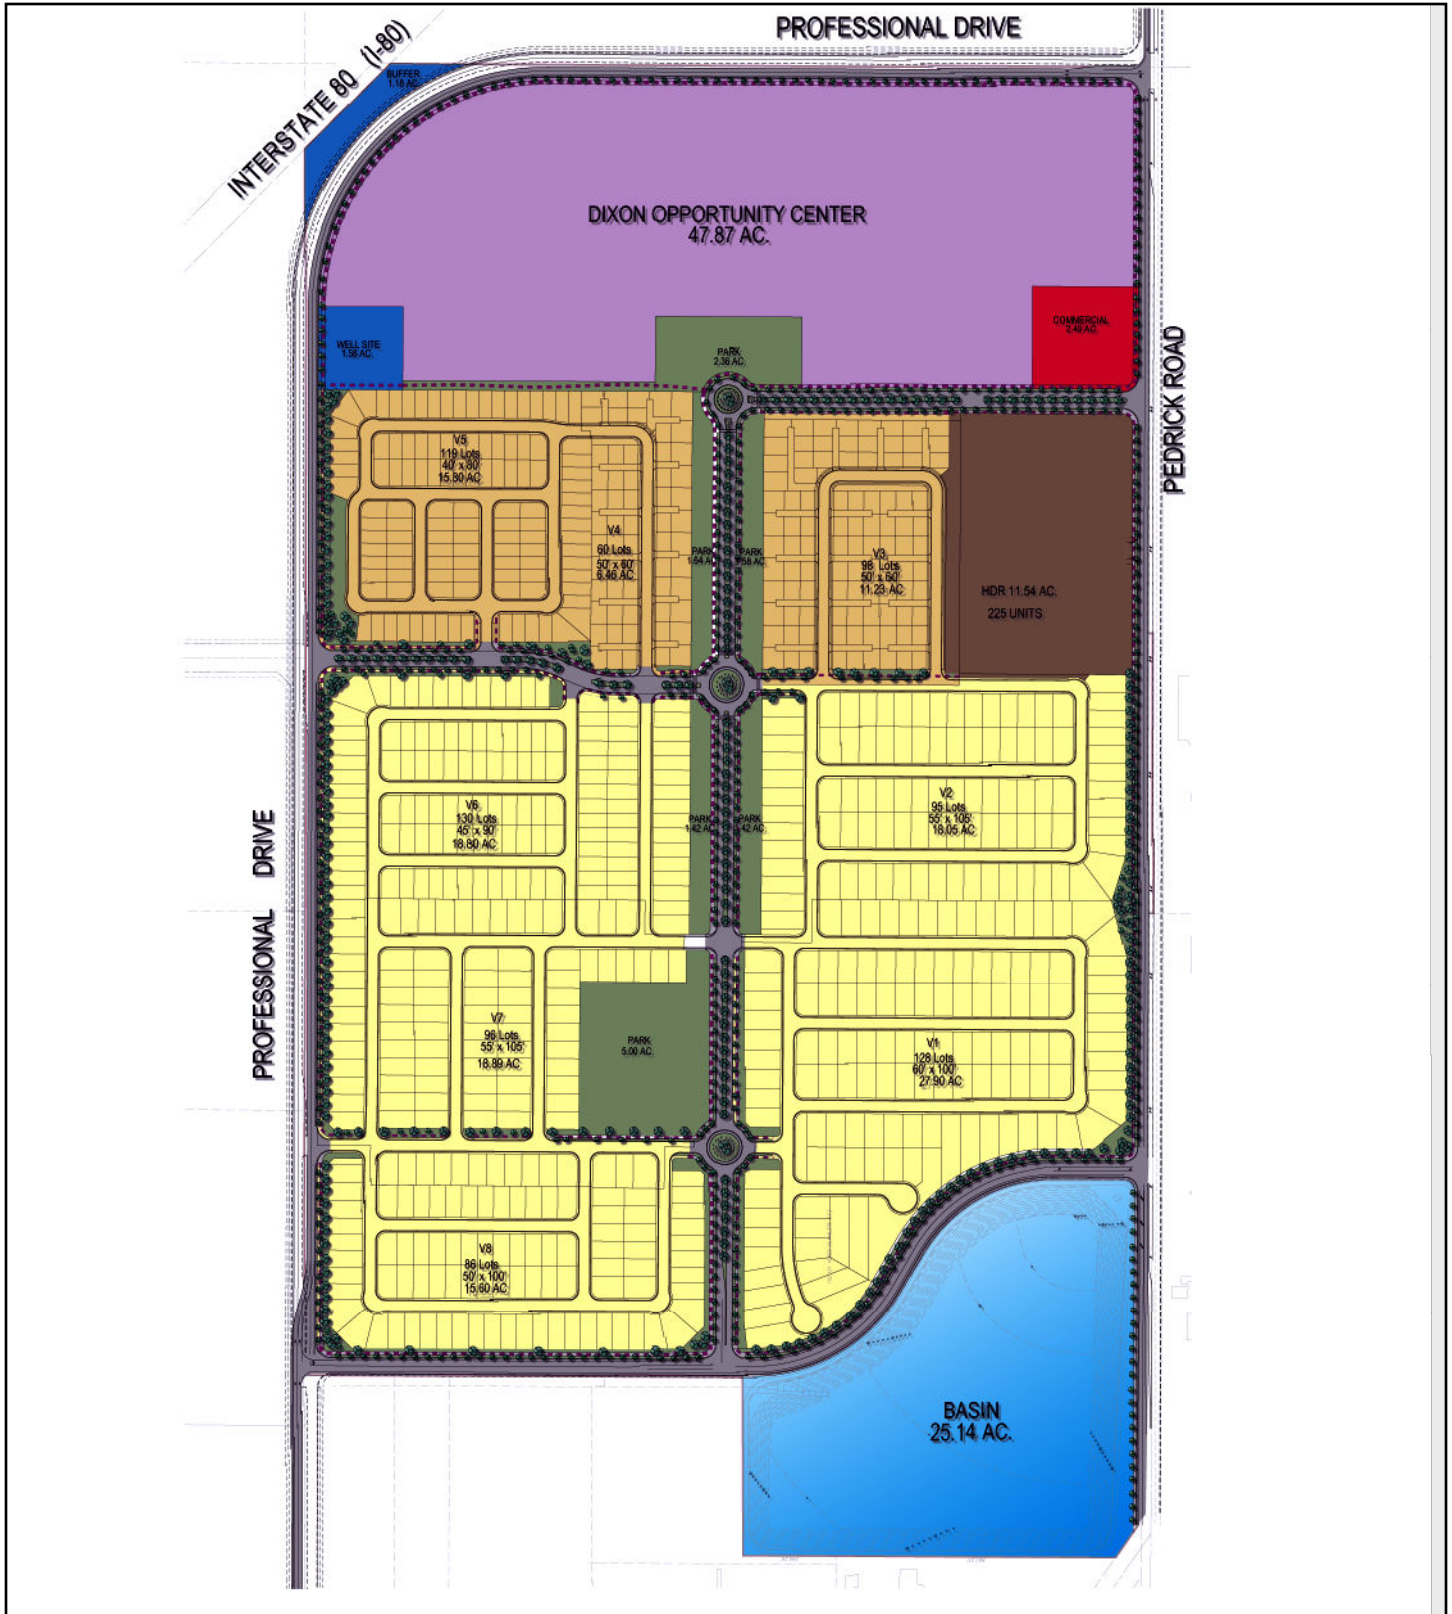 PROFESSIONAL DRIVE
INTERSTATE 80 (I-80)
BUFFER
1.18 AC.
DIXON OPPORTUNITY CENTER
47.87 AC.
WELL SITE
1.58 AC.
PARK
2.36 AC.
COMMERCIAL
2.49 AC.
PEDRICK ROAD
V5
119 Lots
40' x 80'
15.80 AC
V4
60 Lots
50' x 60'
6.46 AC
PARK
1.64 AC
PARK
.58 AC
V3
98 Lots
50' x 60'
11.23 AC
HDR 11.54 AC.
225 UNITS
V6
130 Lots
45' x 90'
18.80 AC
PARK
1.42 AC
PARK
.42 AC.
V2
95 Lots
55' x 105'
18.05 AC
PROFESSIONAL DRIVE
V7
96 Lots
55' x 105'
18.89 AC
PARK
5.00 AC.
V1
128 Lots
60' x 100'
27.90 AC
V8
86 Lots
50' x 100'
15.60 AC
BASIN
25.14 AC.